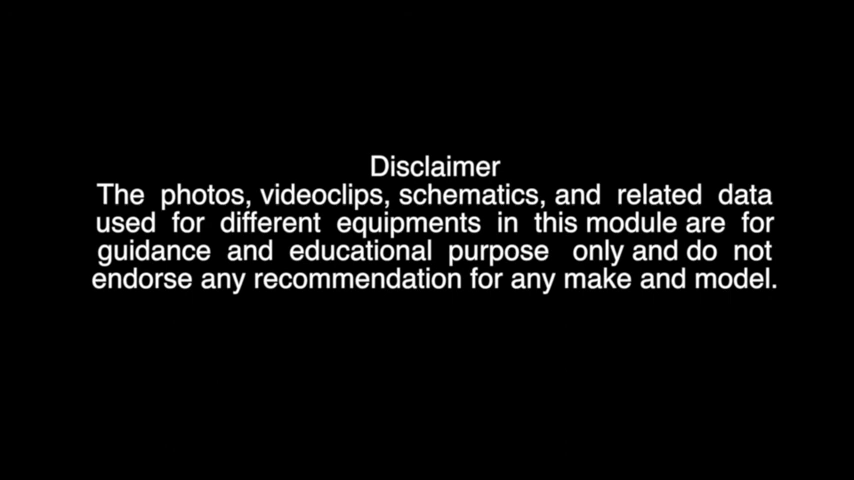 Disclaimer
The photos, videoclips, schematics, and related data
used for different equipments in this module are for
guidance and educational purpose only and do not
endorse any recommendation for any make and model.